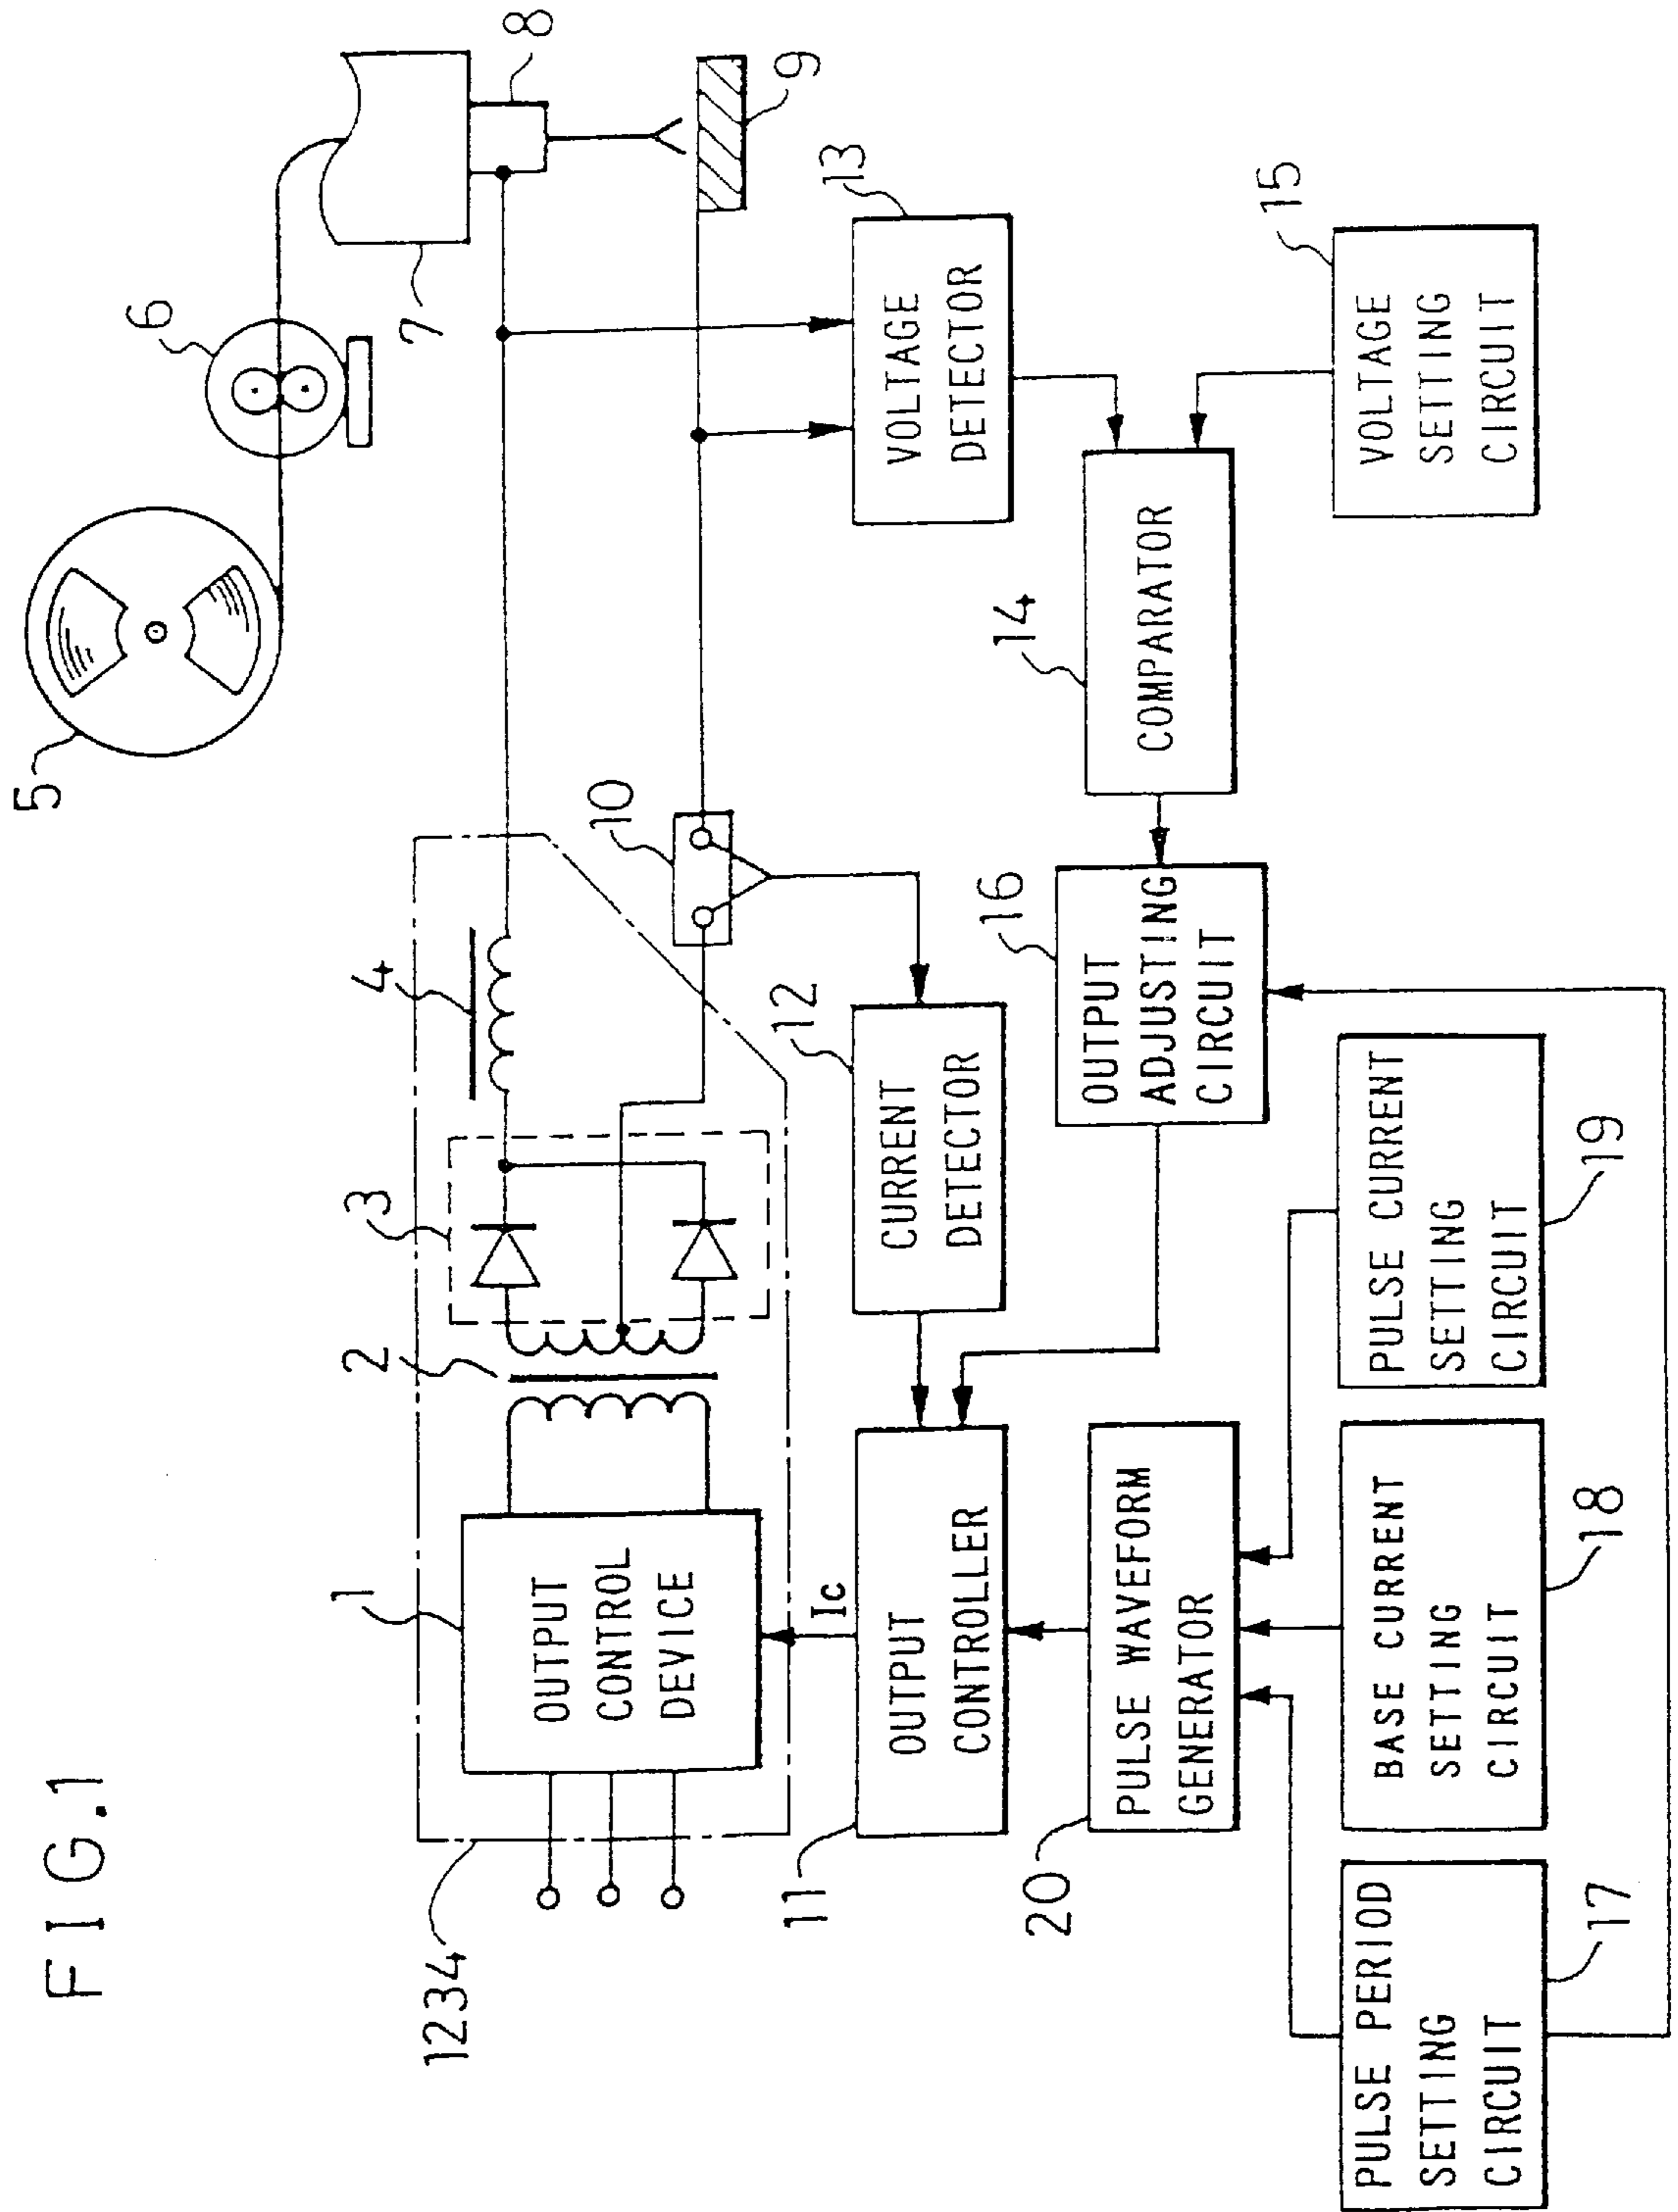 FIG.1
1234
1
2
3
4
5
6
7
8
9
10
OUTPUT
CONTROL
DEVICE
Ic
11
OUTPUT
CONTROLLER
12
CURRENT
DETECTOR
13
VOLTAGE
DETECTOR
20
PULSE WAVEFORM
GENERATOR
16
OUTPUT
ADJUSTING
CIRCUIT
14
COMPARATOR
15
VOLTAGE
SETTING
CIRCUIT
PULSE PERIOD
SETTING
CIRCUIT
17
BASE CURRENT
SETTING
CIRCUIT
18
PULSE CURRENT
SETTING
CIRCUIT
19